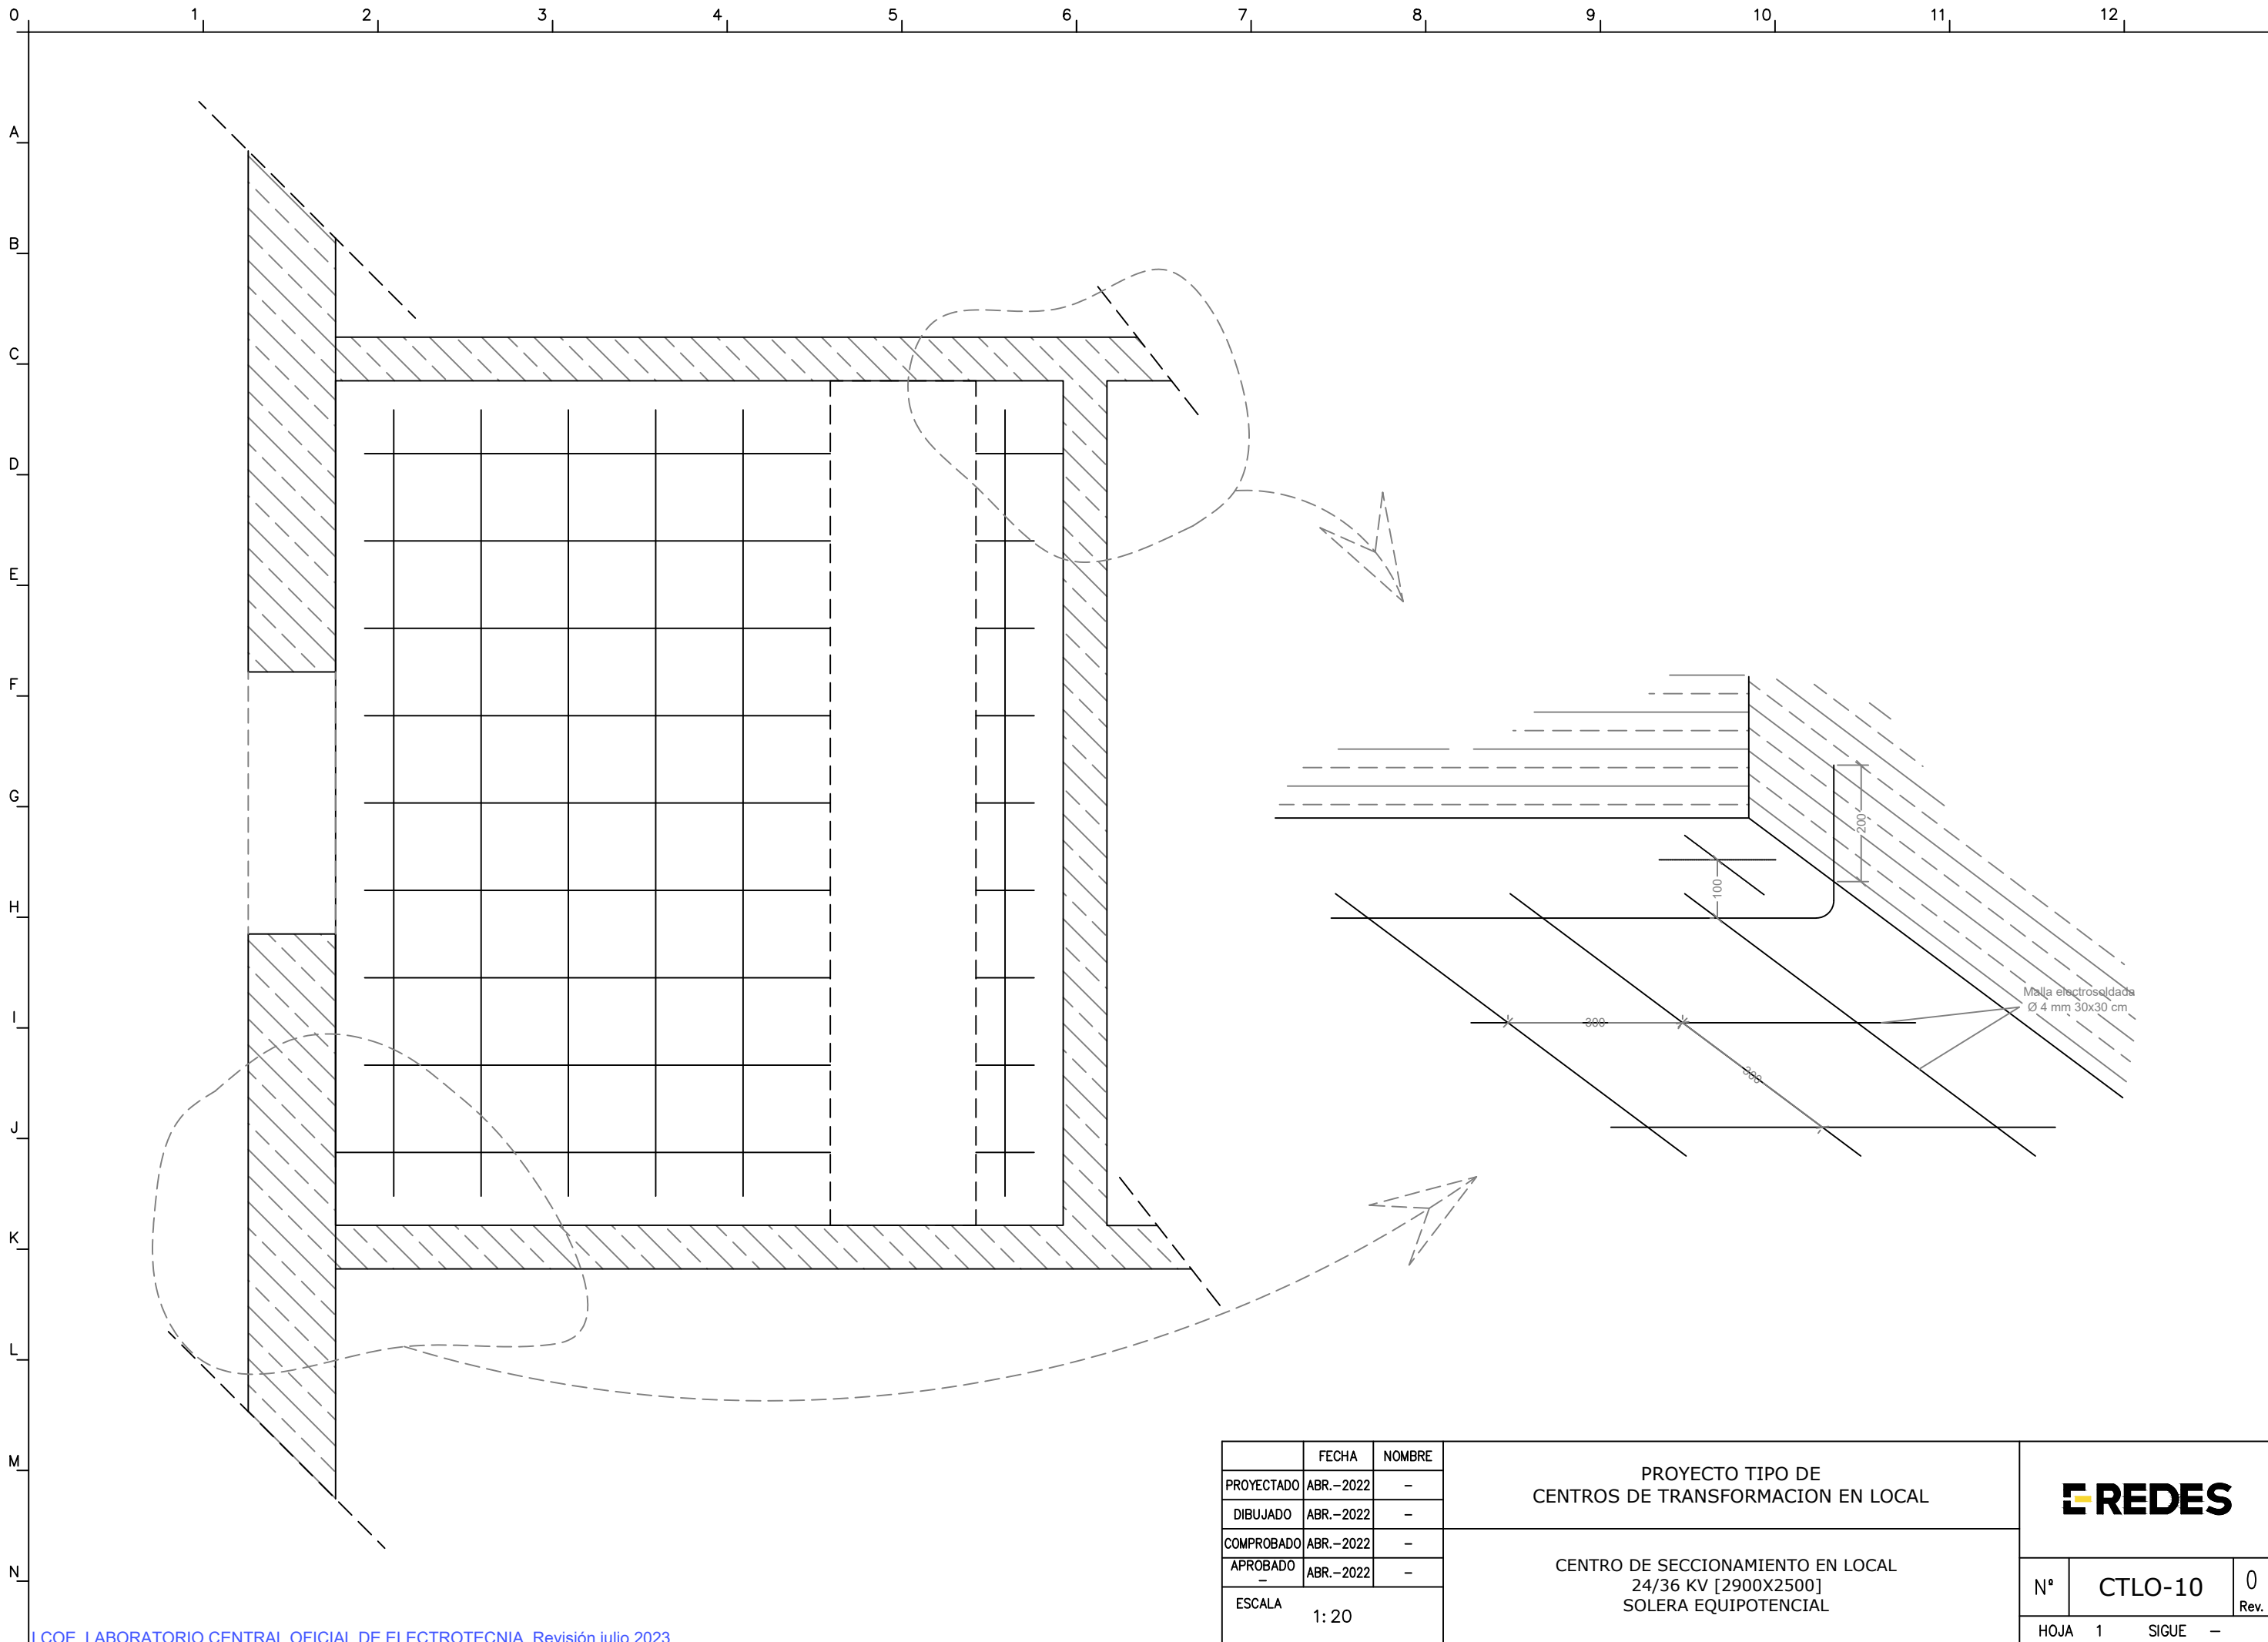 0 1 2 3 4 5 6 7 8 9 10 11 12
A
B
C
D
E
F
G
H
I
J
K
L
M
N
200
100
300
300
Malla electrosoldada
Ø 4 mm 30x30 cm
FECHA NOMBRE
PROYECTADO ABR.-2022 -
DIBUJADO ABR.-2022 -
COMPROBADO ABR.-2022 -
APROBADO - ABR.-2022 -
ESCALA
1:20
PROYECTO TIPO DE
CENTROS DE TRANSFORMACION EN LOCAL
CENTRO DE SECCIONAMIENTO EN LOCAL
24/36 KV [2900X2500]
SOLERA EQUIPOTENCIAL
E-REDES
Nº CTLO-10 0
Rev.
HOJA 1 SIGUE -
LCOE. LABORATORIO CENTRAL OFICIAL DE ELECTROTECNIA. Revisión julio 2023